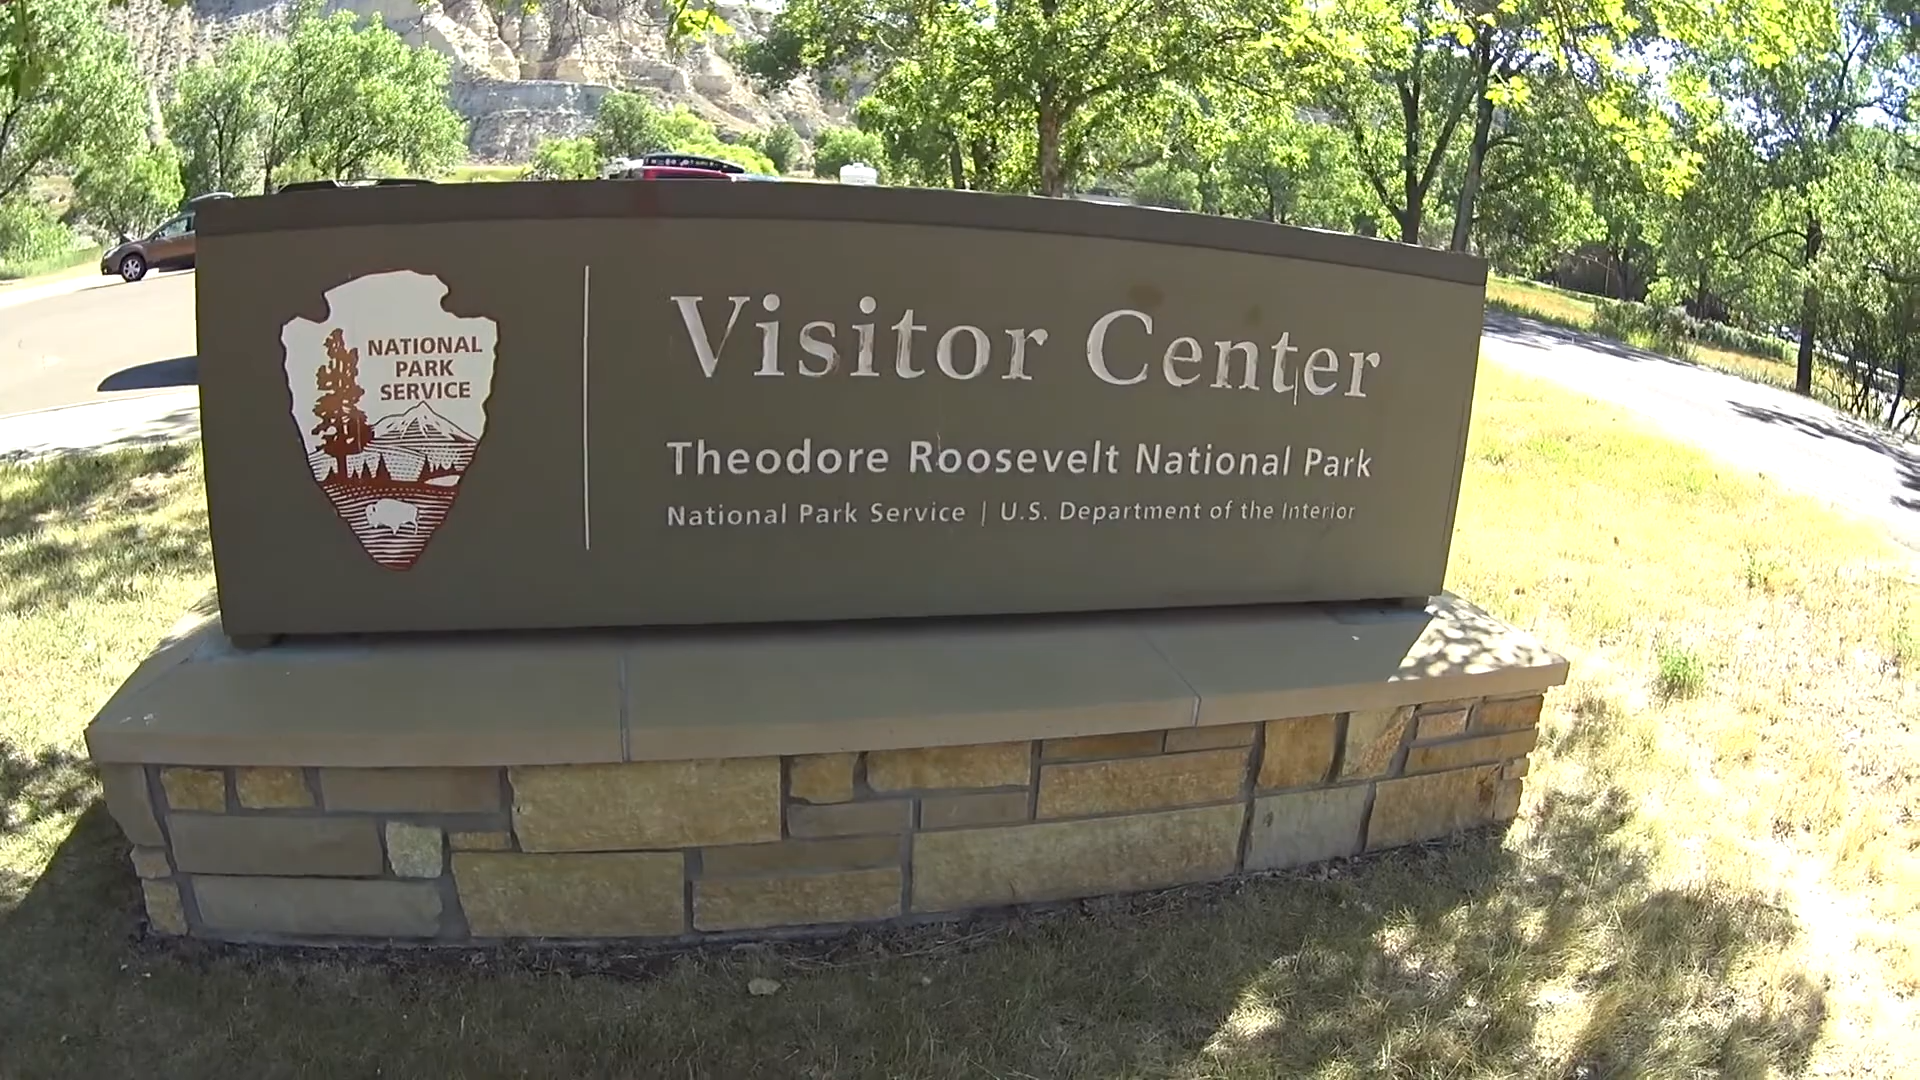 NATIONAL
PARK
SERVICE
Visitor Center
Theodore Roosevelt National Park
National Park Service | U.S. Department of the Interior